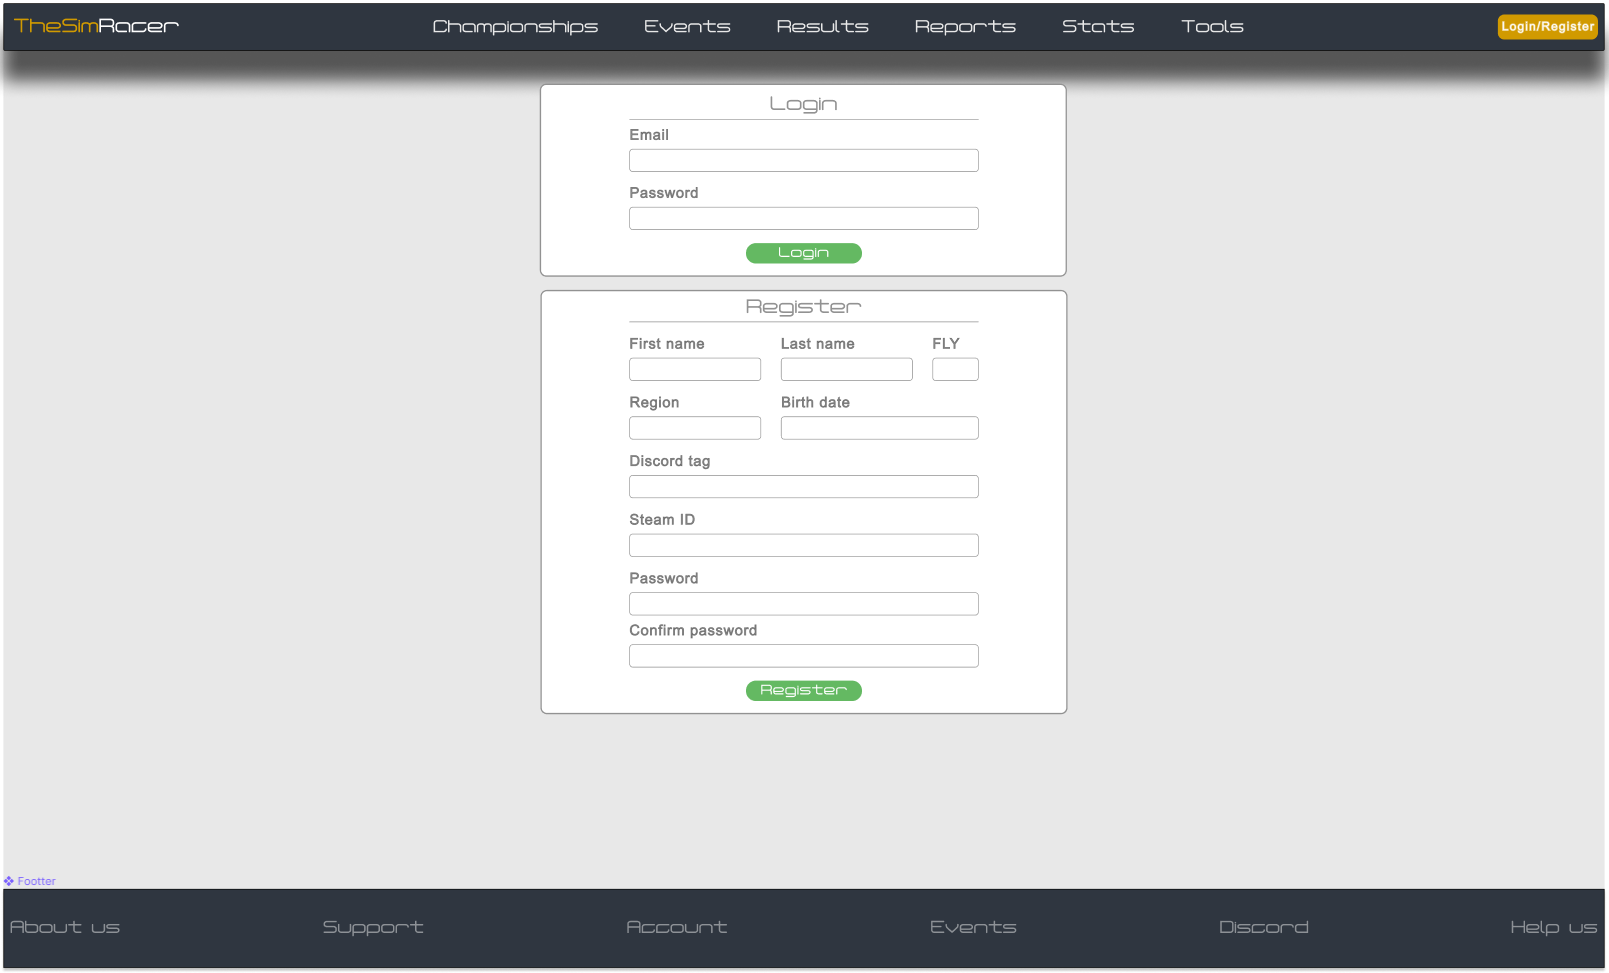 TheSimRacer Championships Events Results Reports Stats Tools Login/Register
Login
Email
Password
Login
Register
First name Last name FLY
Region Birth date
Discord tag
Steam ID
Password
Confirm password
Register
Footter
About us Support Account Events Discord Help us